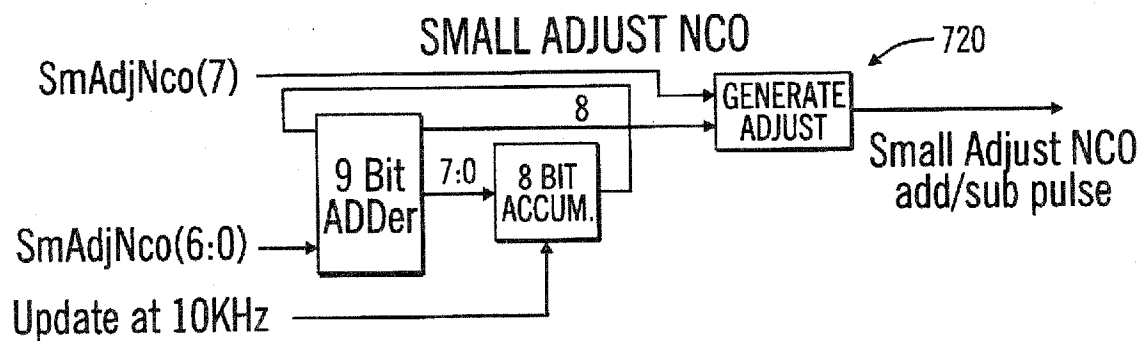 SMALL ADJUST NCO
720
SmAdjNco(7)
GENERATE
ADJUST
8
Small Adjust NCO
add/sub pulse
9 Bit
ADDer
7:0
8 BIT
ACCUM.
SmAdjNco(6:0)
Update at 10KHz